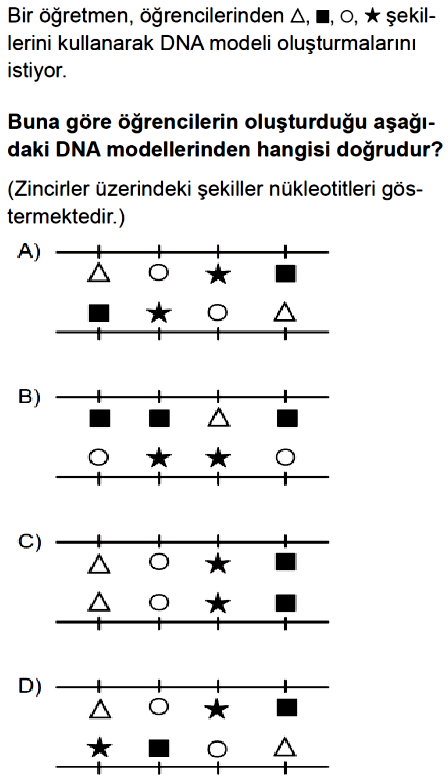 Bir öğretmen, öğrencilerinden △, ■, ○, ★ şekil-
lerini kullanarak DNA modeli oluşturmalarını
istiyor.
Buna göre öğrencilerin oluşturduğu aşağı-
daki DNA modellerinden hangisi doğrudur?
(Zincirler üzerindeki şekiller nükleotitleri gös-
termektedir.)
A)
B)
C)
D)